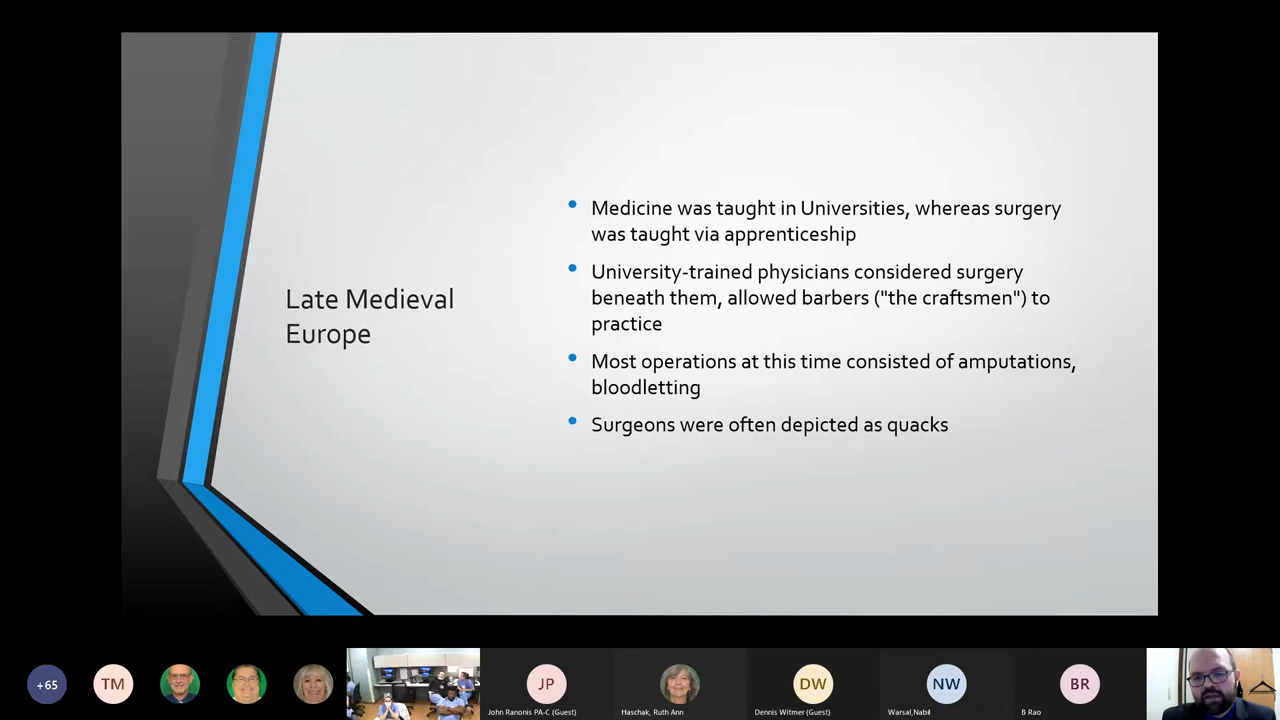 Late Medieval
Europe
Medicine was taught in Universities, whereas surgery
was taught via apprenticeship
University-trained physicians considered surgery
beneath them, allowed barbers ("the craftsmen") to
practice
Most operations at this time consisted of amputations,
bloodletting
Surgeons were often depicted as quacks
+65
TM
JP
John Ranonis PA-C (Guest)
Haschak, Ruth Ann
DW
Dennis Witmer (Guest)
NW
Warsal,Nabil
BR
B Rao